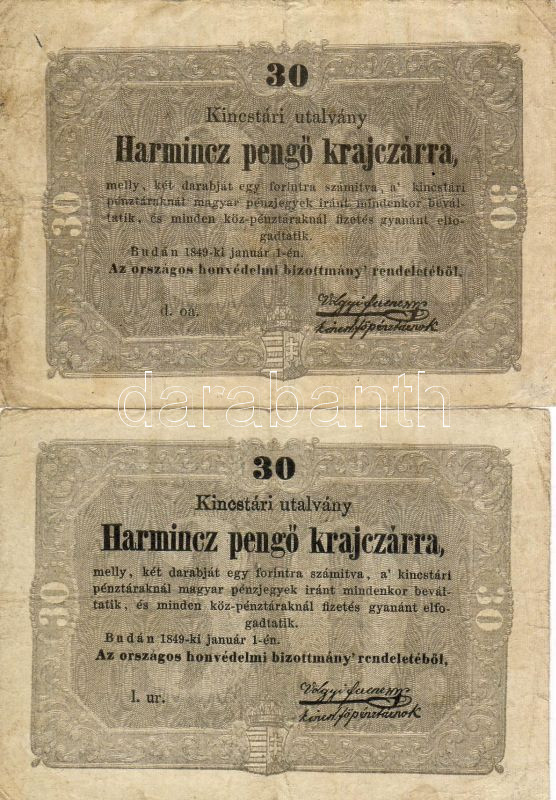 30
Kincstári utalvány
Harmincz pengő krajczárra,
melly, két darabját egy forintra számitva, a' kincstári
pénztáraknál magyar pénzjegyek iránt mindenkor bevál-
tatik, és minden köz-pénztáraknál fizetés gyanánt elfo-
gadtatik.
Budán 1849-ki január 1-én.
Az országos honvédelmi bizottmány' rendeletéből.
d. oa.
30
30
darabanth
30
Kincstári utalvány
Harmincz pengő krajczárra,
melly, két darabját egy forintra számitva, a' kincstári
pénztáraknál magyar pénzjegyek iránt mindenkor bevál-
tatik, és minden köz-pénztáraknál fizetés gyanánt elfo-
gadtatik.
Budán 1849-ki január 1-én.
Az országos honvédelmi bizottmány' rendeletéből.
I. ur.
30
30